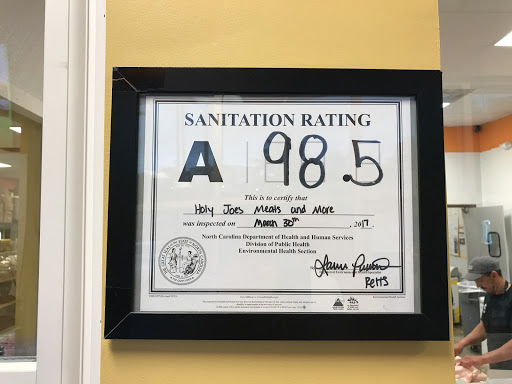 SANITATION RATING
A 98.5
This is to certify that
Holy Joes Meats and More
was inspected on March 30th, 2017.
North Carolina Department of Health and Human Services
Division of Public Health
Environmental Health Section
REHS